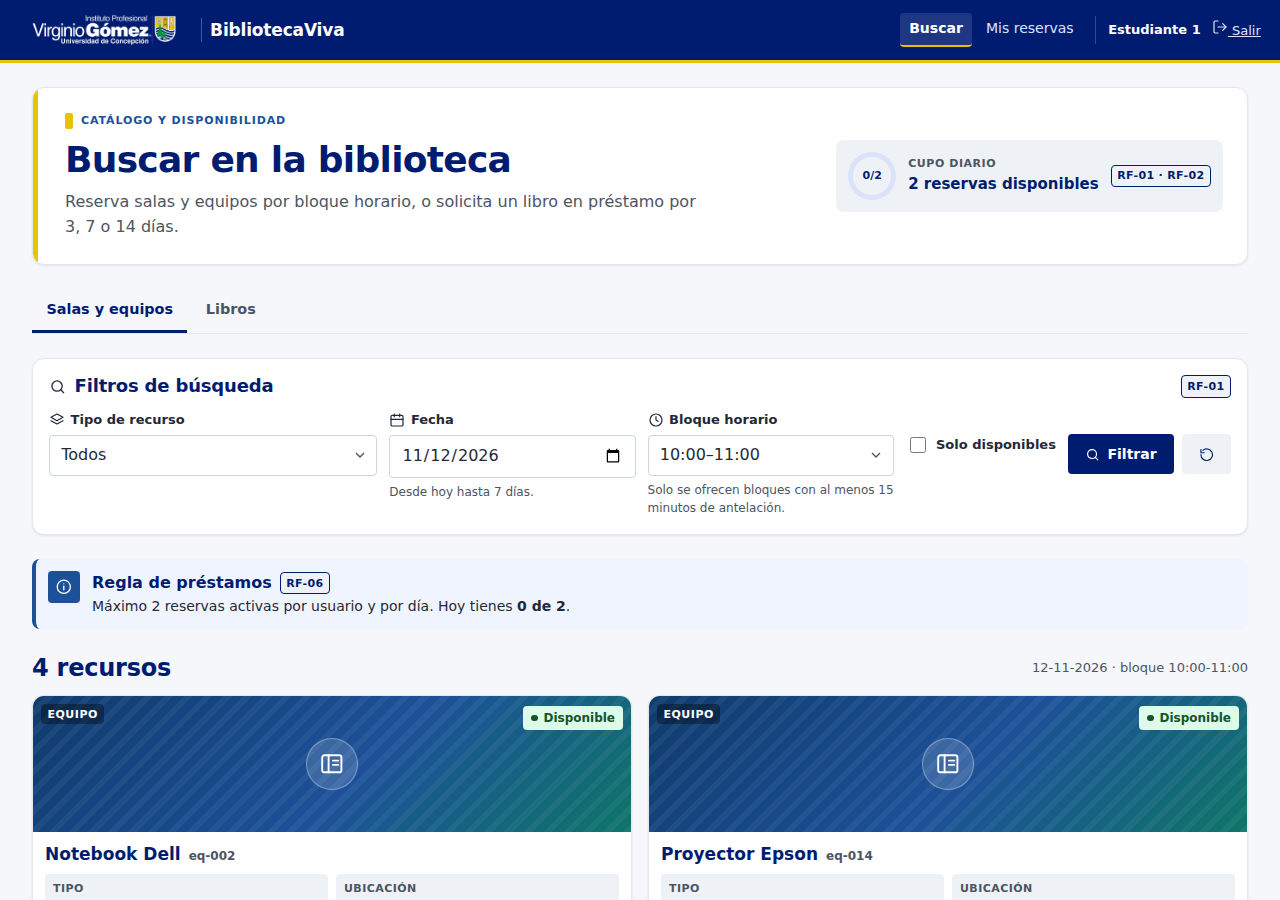 Instituto Profesional
VirginioGómez
Universidad de Concepción
BibliotecaViva
Buscar
Mis reservas
Estudiante 1
Salir
CATÁLOGO Y DISPONIBILIDAD
Buscar en la biblioteca
Reserva salas y equipos por bloque horario, o solicita un libro en préstamo por
3, 7 o 14 días.
0/2
CUPO DIARIO
2 reservas disponibles
RF-01 · RF-02
Salas y equipos
Libros
Filtros de búsqueda
RF-01
Tipo de recurso
Todos
Fecha
11/12/2026
Desde hoy hasta 7 días.
Bloque horario
10:00–11:00
Solo se ofrecen bloques con al menos 15
minutos de antelación.
Solo disponibles
Filtrar
Regla de préstamos RF-06
Máximo 2 reservas activas por usuario y por día. Hoy tienes 0 de 2.
4 recursos
12-11-2026 · bloque 10:00-11:00
EQUIPO
Disponible
Notebook Dell eq-002
TIPO
UBICACIÓN
EQUIPO
Disponible
Proyector Epson eq-014
TIPO
UBICACIÓN